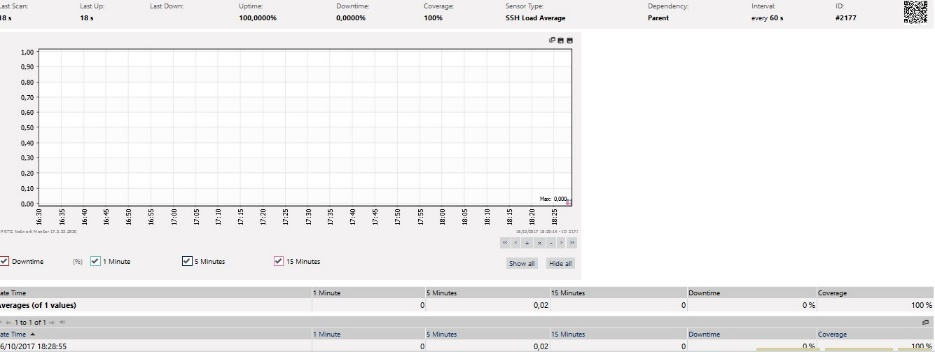 Last Scan: Last Up: Last Down: Uptime: Downtime: Coverage: Sensor Type: Dependency: Interval: ID:
18 s 18 s 100,0000% 0,0000% 100% SSH Load Average Parent every 60 s #2177
1,00
0,90
0,80
0,70
0,60
0,50
0,40
0,30
0,20
0,10
0,00
Max: 0,000
16:30 16:35 16:40 16:45 16:50 16:55 17:00 17:05 17:10 17:15 17:20 17:25 17:30 17:35 17:40 17:45 17:50 17:55 18:00 18:05 18:10 18:15 18:20 18:25
PRTG Network Monitor 17.3.33.
ID 2177
Downtime (%) 1 Minute 5 Minutes 15 Minutes
Show all Hide all
ate Time 1 Minute 5 Minutes 15 Minutes Downtime Coverage
Averages (of 1 values) 0 0,02 0 0 % 100 %
1 to 1 of 1
ate Time 1 Minute 5 Minutes 15 Minutes Downtime Coverage
6/10/2017 18:28:55 0 0,02 0 0 % 100 %